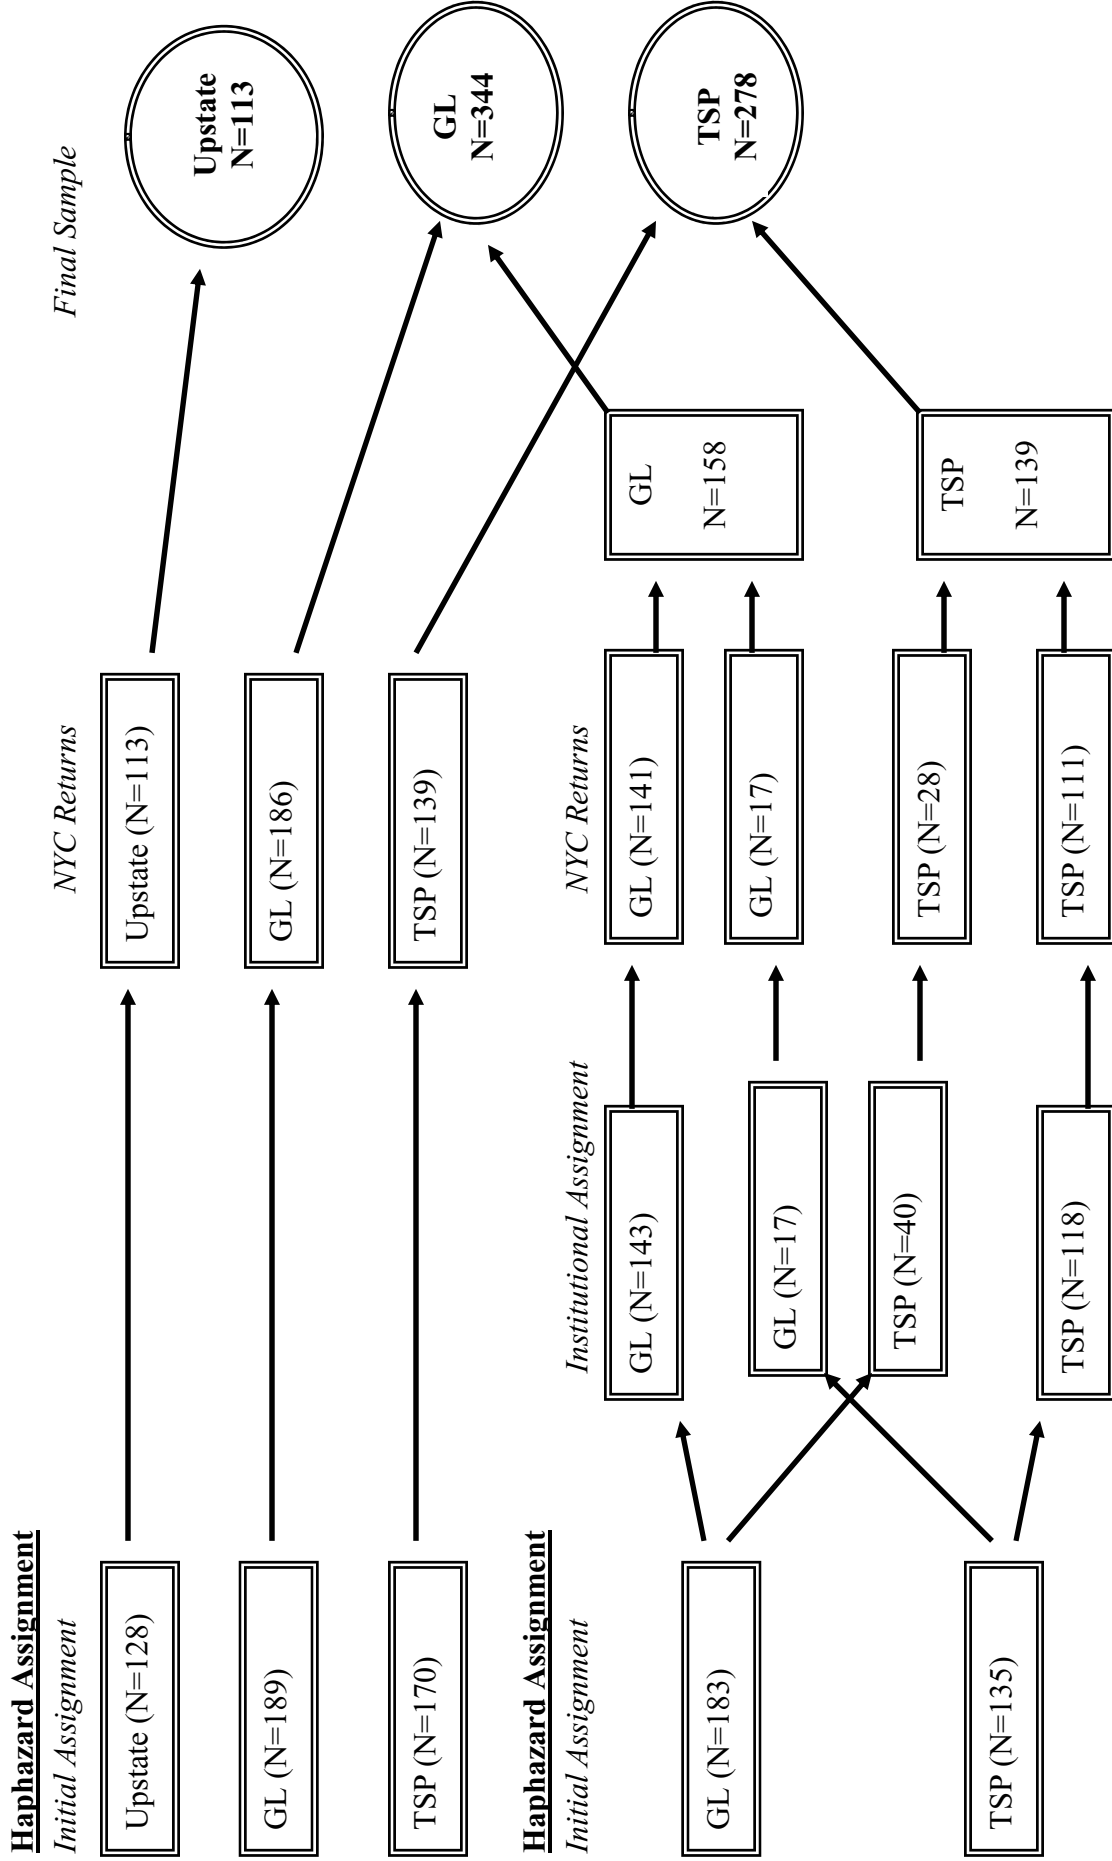 Haphazard Assignment
Initial Assignment
NYC Returns
Final Sample
Upstate (N=128)
Upstate (N=113)
Upstate
N=113
GL (N=189)
GL (N=186)
GL
N=344
TSP (N=170)
TSP (N=139)
TSP
N=278
Haphazard Assignment
Initial Assignment
Institutional Assignment
NYC Returns
GL (N=183)
GL (N=143)
GL (N=141)
GL
N=158
GL (N=17)
GL (N=17)
TSP (N=40)
TSP (N=28)
TSP
N=139
TSP (N=135)
TSP (N=118)
TSP (N=111)